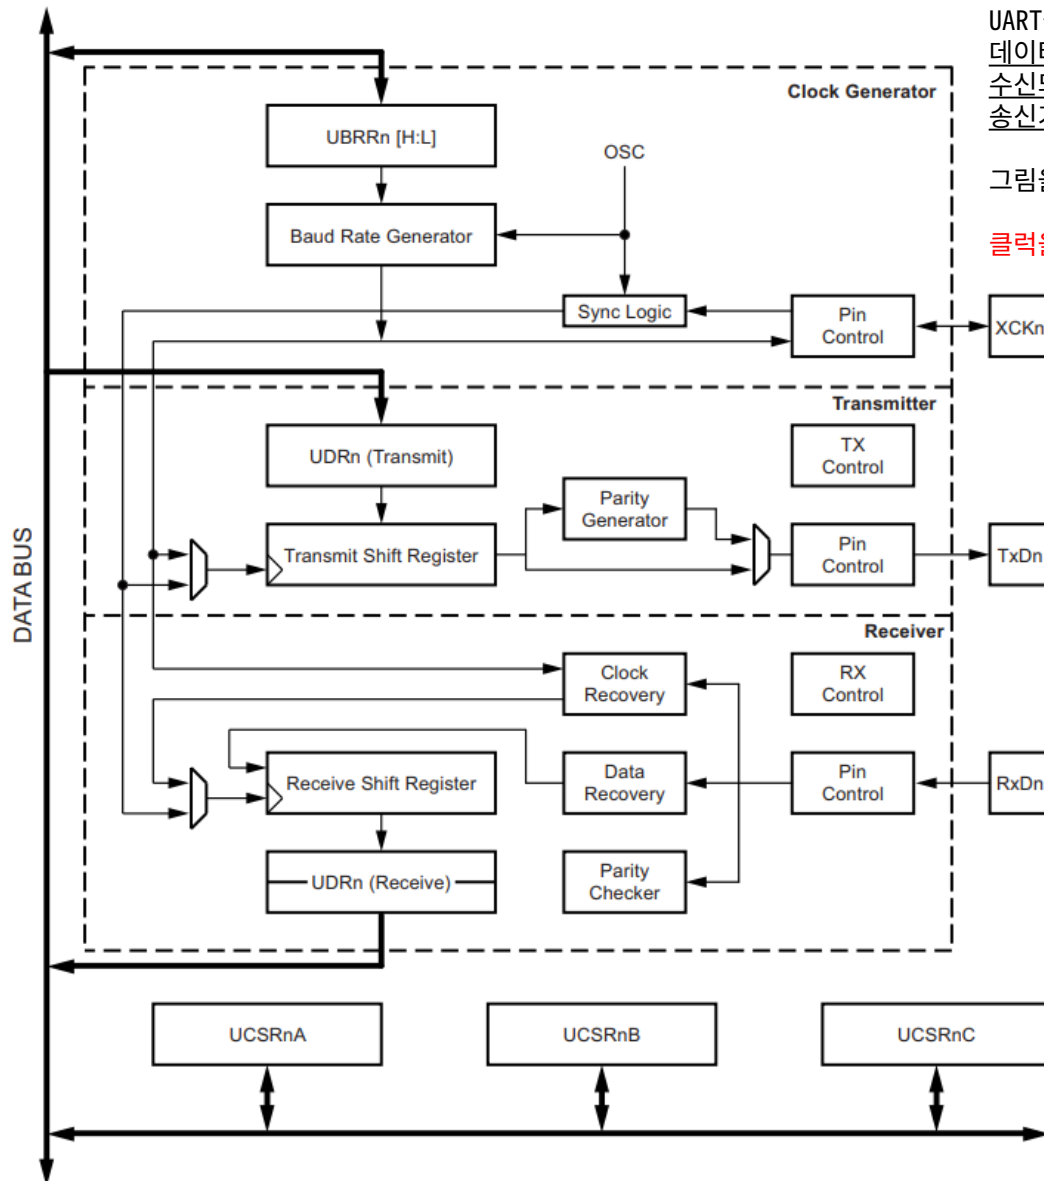 UART
데이터
수신
송신
그림을
클럭을
Clock Generator
UBRRn [H:L]
OSC
Baud Rate Generator
Sync Logic
Pin
Control
XCKn
Transmitter
UDRn (Transmit)
TX
Control
Parity
Generator
Transmit Shift Register
Pin
Control
TxDn
DATA BUS
Receiver
Clock
Recovery
RX
Control
Receive Shift Register
Data
Recovery
Pin
Control
RxDn
UDRn (Receive)
Parity
Checker
UCSRnA
UCSRnB
UCSRnC